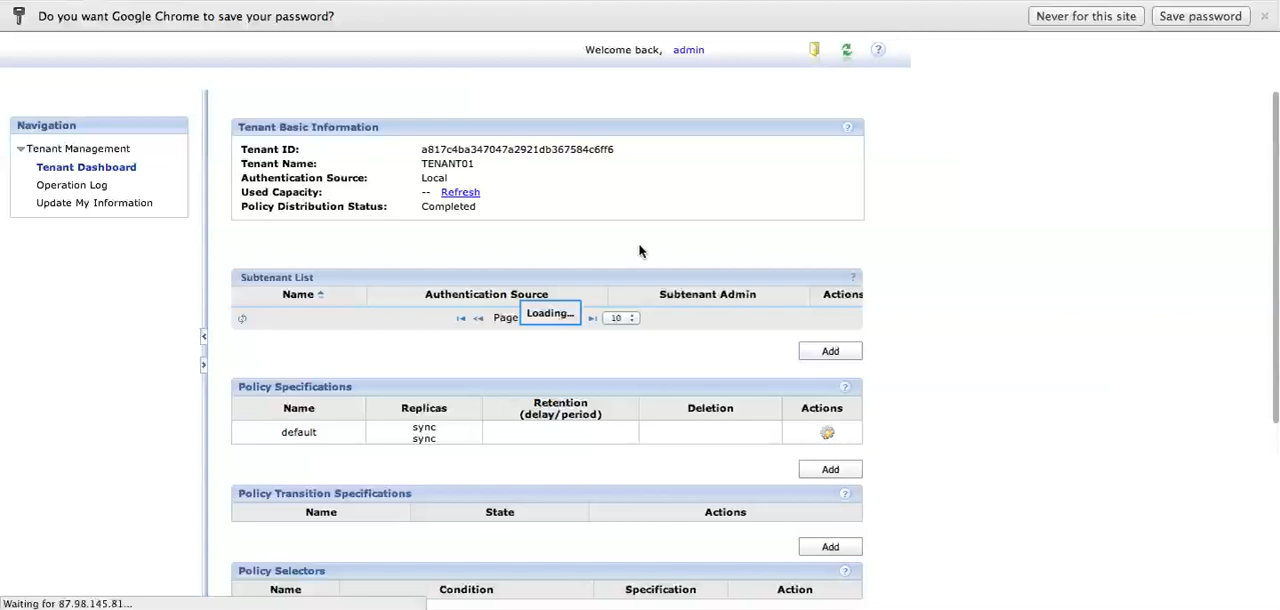 Do you want Google Chrome to save your password? Never for this site Save password
Welcome back, admin
Navigation
Tenant Management
Tenant Dashboard
Operation Log
Update My Information
Tenant Basic Information
Tenant ID: a817c4ba347047a2921db367584c6ff6
Tenant Name: TENANT01
Authentication Source: Local
Used Capacity: -- Refresh
Policy Distribution Status: Completed
Subtenant List
Name Authentication Source Subtenant Admin Actions
Page Loading... 10
Add
Policy Specifications
Name Replicas Retention (delay/period) Deletion Actions
default sync
sync
Add
Policy Transition Specifications
Name State Actions
Add
Policy Selectors
Name Condition Specification Action
Waiting for 87.98.145.81...